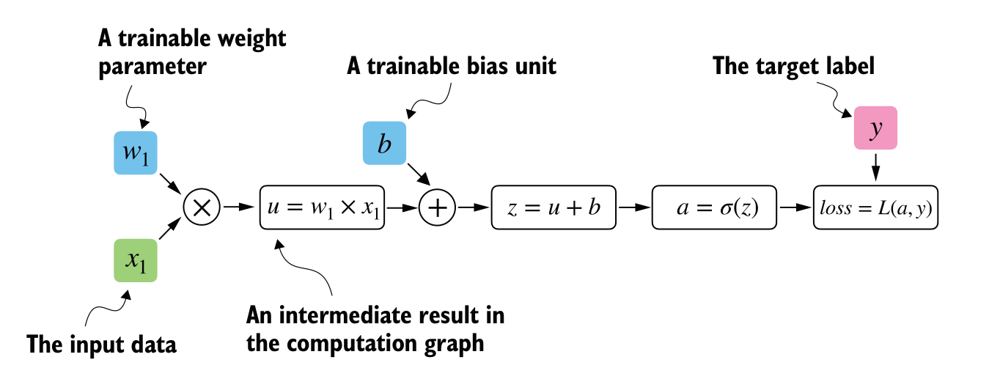 A trainable weight
parameter
A trainable bias unit
The target label
w₁
b
y
×
u = w₁ × x₁
+
z = u + b
a = σ(z)
loss = L(a, y)
x₁
An intermediate result in
the computation graph
The input data